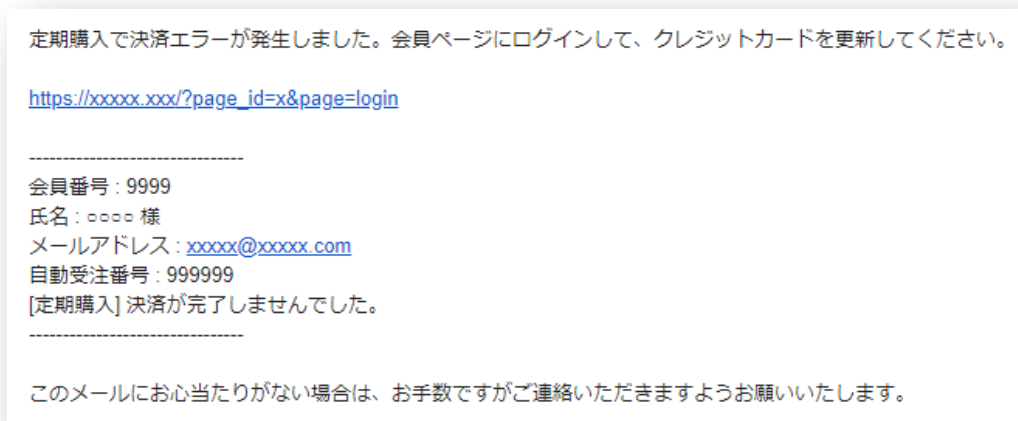 定期購入で決済エラーが発生しました。会員ページにログインして、クレジットカードを更新してください。
https://xxxxx.xxx/?page_id=x&page=login
--------------------------------
会員番号 : 9999
氏名 : ○○○○ 様
メールアドレス : xxxxx@xxxxx.com
自動受注番号 : 999999
[定期購入] 決済が完了しませんでした。
--------------------------------
このメールにお心当たりがない場合は、お手数ですがご連絡いただきますようお願いいたします。